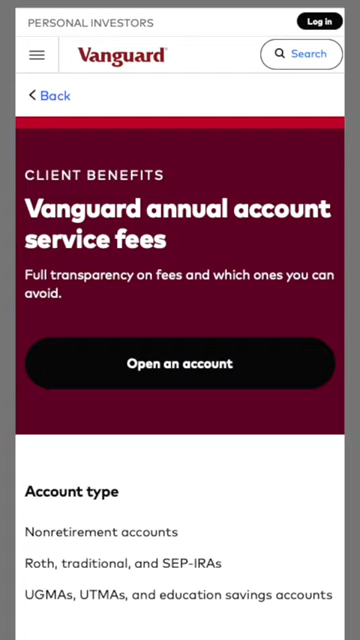 PERSONAL INVESTORS
Log in
Vanguard
Search
Back
CLIENT BENEFITS
Vanguard annual account
service fees
Full transparency on fees and which ones you can
avoid.
Open an account
Account type
Nonretirement accounts
Roth, traditional, and SEP-IRAs
UGMAs, UTMAs, and education savings accounts